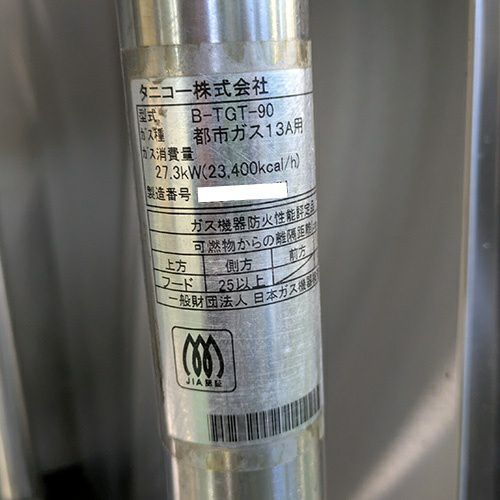 タニコー株式会社
型式 B-TGT-90
ガス種 都市ガス13A用
ガス消費量
27.3kW(23,400kcal/h)
製造番号
ガス機器防火性能評定品
可燃物からの離隔距離
上方 側方 前方
フード 25以上
一般財団法人 日本ガス機器
JIA認証